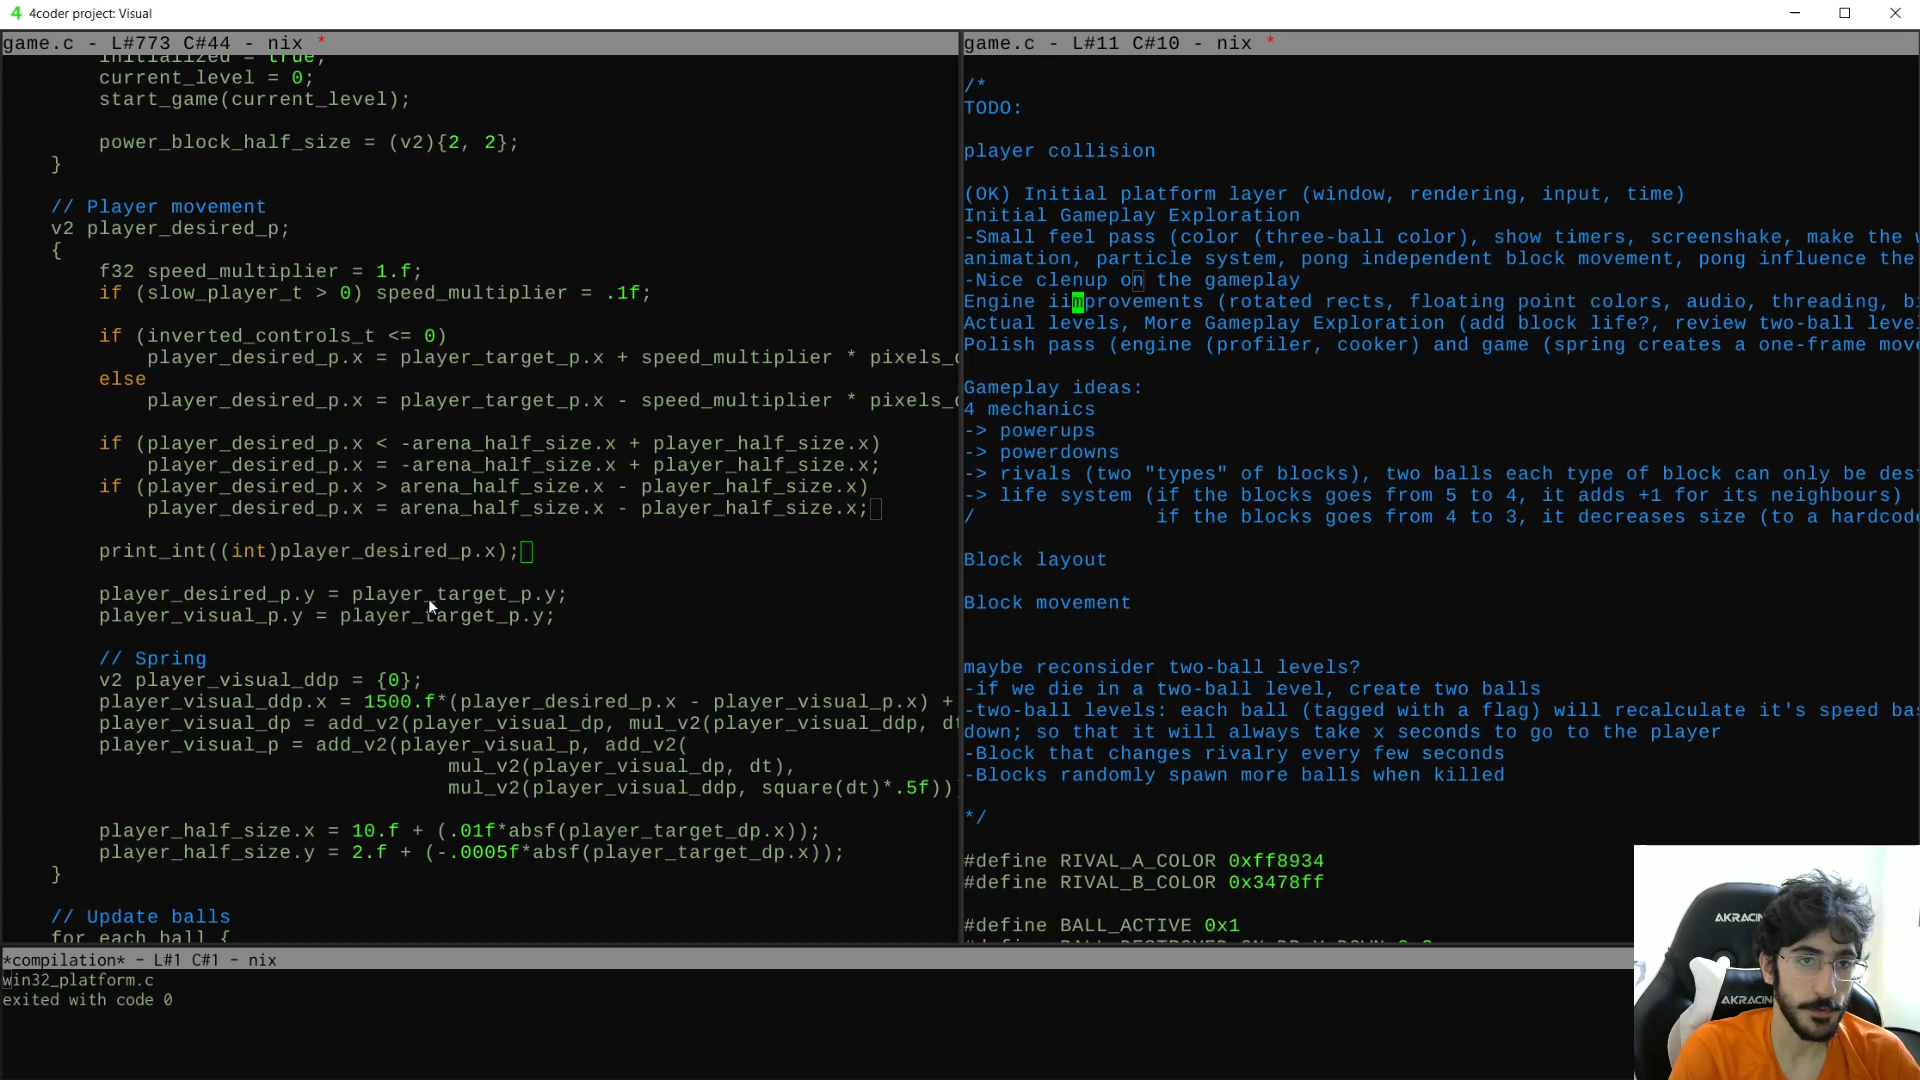 4coder project: Visual
game.c - L#773 C#44 - nix *
initialized = true;
current_level = 0;
start_game(current_level);
power_block_half_size = (v2){2, 2};
}
// Player movement
v2 player_desired_p;
{
f32 speed_multiplier = 1.f;
if (slow_player_t > 0) speed_multiplier = .1f;
if (inverted_controls_t <= 0)
player_desired_p.x = player_target_p.x + speed_multiplier * pixels_
else
player_desired_p.x = player_target_p.x - speed_multiplier * pixels_
if (player_desired_p.x < -arena_half_size.x + player_half_size.x)
player_desired_p.x = -arena_half_size.x + player_half_size.x;
if (player_desired_p.x > arena_half_size.x - player_half_size.x)
player_desired_p.x = arena_half_size.x - player_half_size.x;
print_int((int)player_desired_p.x);
player_desired_p.y = player_target_p.y;
player_visual_p.y = player_target_p.y;
// Spring
v2 player_visual_ddp = {0};
player_visual_ddp.x = 1500.f*(player_desired_p.x - player_visual_p.x) +
player_visual_dp = add_v2(player_visual_dp, mul_v2(player_visual_ddp, dt
player_visual_p = add_v2(player_visual_p, add_v2(
mul_v2(player_visual_dp, dt),
mul_v2(player_visual_ddp, square(dt)*.5f))
player_half_size.x = 10.f + (.01f*absf(player_target_dp.x));
player_half_size.y = 2.f + (-.0005f*absf(player_target_dp.x));
}
// Update balls
for each ball {
game.c - L#11 C#10 - nix *
/*
TODO:
player collision
(OK) Initial platform layer (window, rendering, input, time)
Initial Gameplay Exploration
-Small feel pass (color (three-ball color), show timers, screenshake, make the
animation, particle system, pong independent block movement, pong influence the
-Nice clenup on the gameplay
Engine iimprovements (rotated rects, floating point colors, audio, threading, bi
Actual levels, More Gameplay Exploration (add block life?, review two-ball leve
Polish pass (engine (profiler, cooker) and game (spring creates a one-frame mov
Gameplay ideas:
4 mechanics
-> powerups
-> powerdowns
-> rivals (two "types" of blocks), two balls each type of block can only be des
-> life system (if the blocks goes from 5 to 4, it adds +1 for its neighbours)
/ if the blocks goes from 4 to 3, it decreases size (to a hardcod
Block layout
Block movement
maybe reconsider two-ball levels?
-if we die in a two-ball level, create two balls
-two-ball levels: each ball (tagged with a flag) will recalculate it's speed bas
down; so that it will always take x seconds to go to the player
-Block that changes rivalry every few seconds
-Blocks randomly spawn more balls when killed
*/
#define RIVAL_A_COLOR 0xff8934
#define RIVAL_B_COLOR 0x3478ff
#define BALL_ACTIVE 0x1
*compilation* - L#1 C#1 - nix
win32_platform.c
exited with code 0
AKRACING
AKRACING